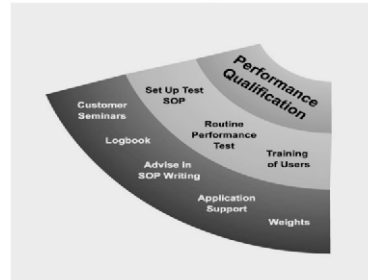 Performance
Qualification
Set Up Test
SOP
Routine
Performance
Test
Training
of Users
Customer
Seminars
Logbook
Advise in
SOP Writing
Application
Support
Weights